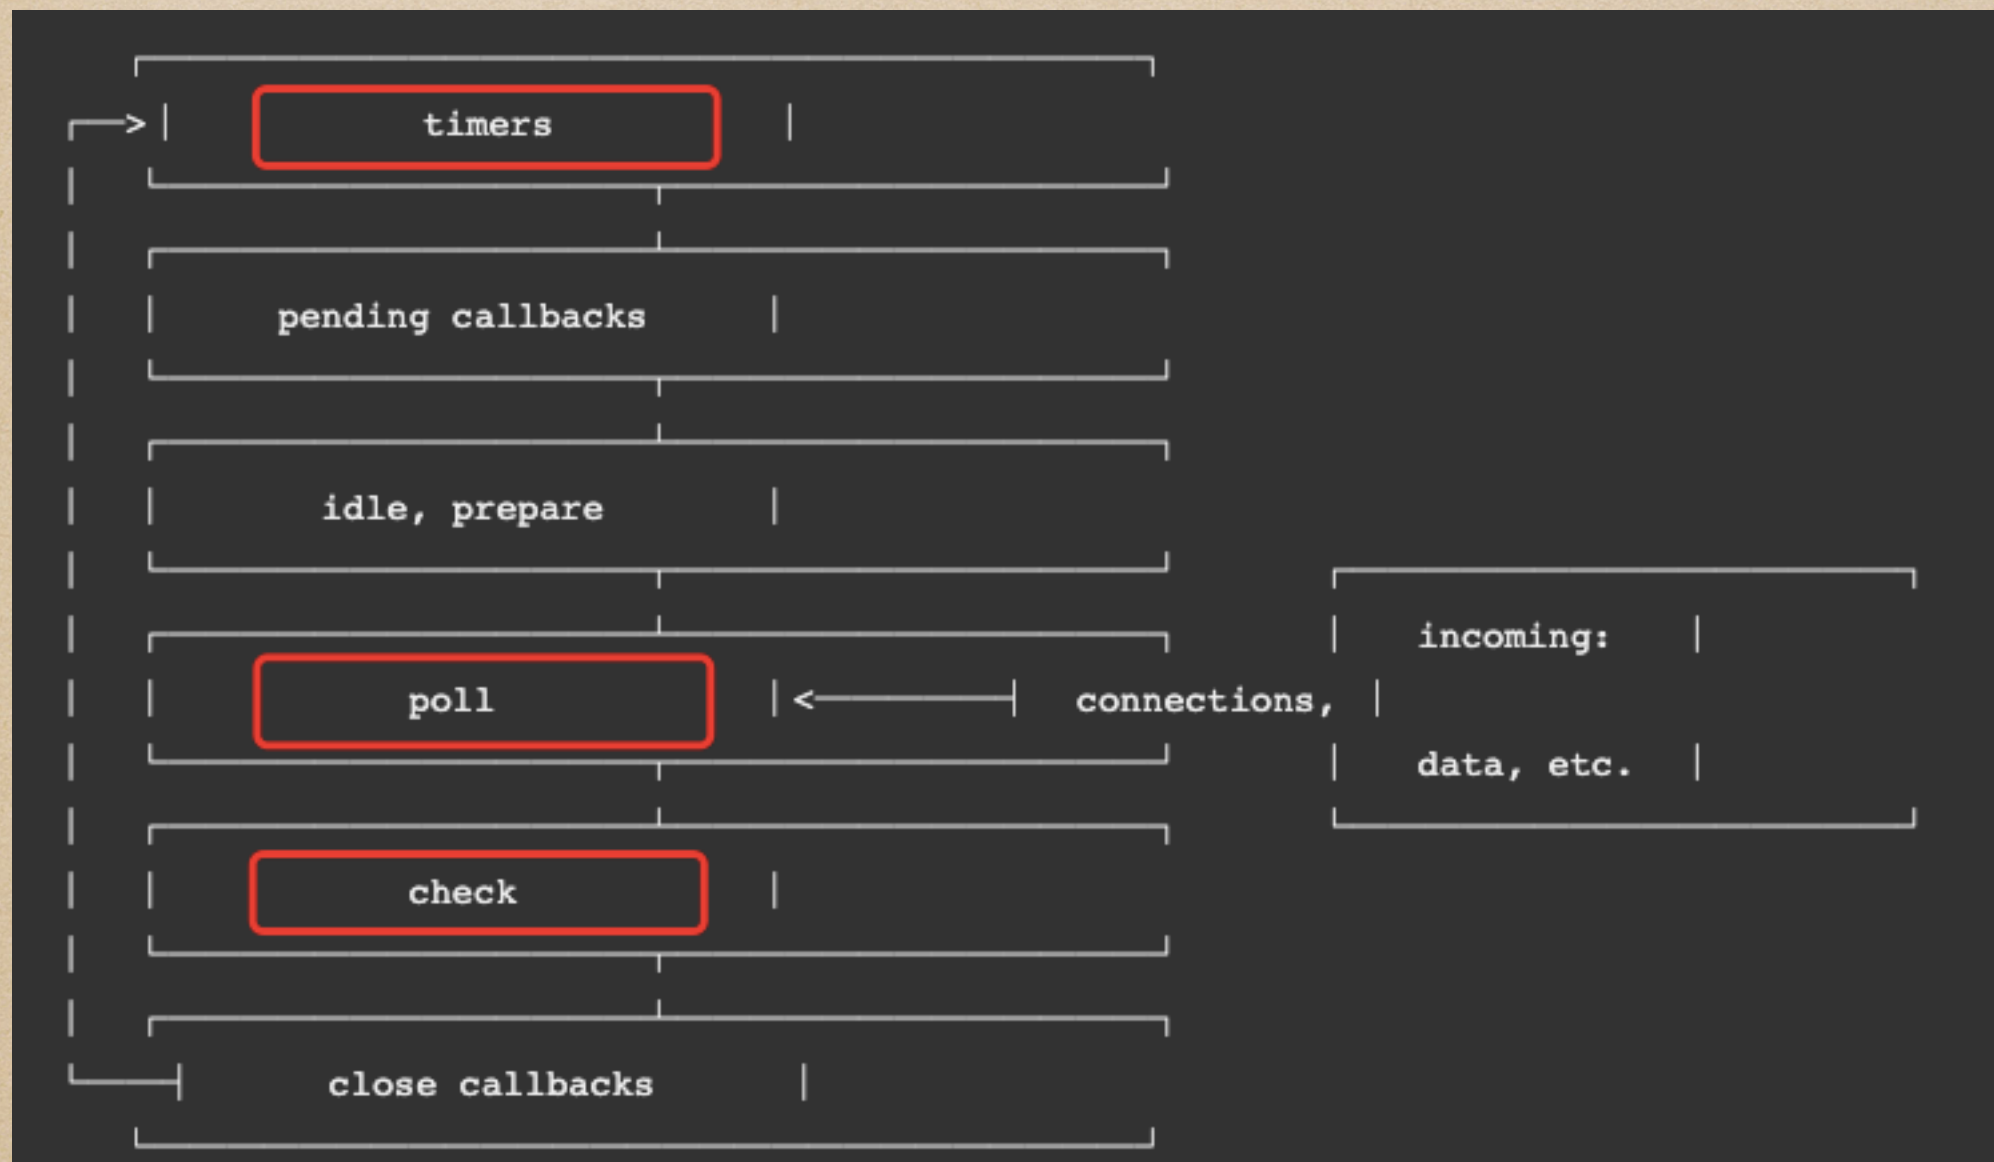 timers
pending callbacks
idle, prepare
incoming:
poll
connections,
data, etc.
check
close callbacks